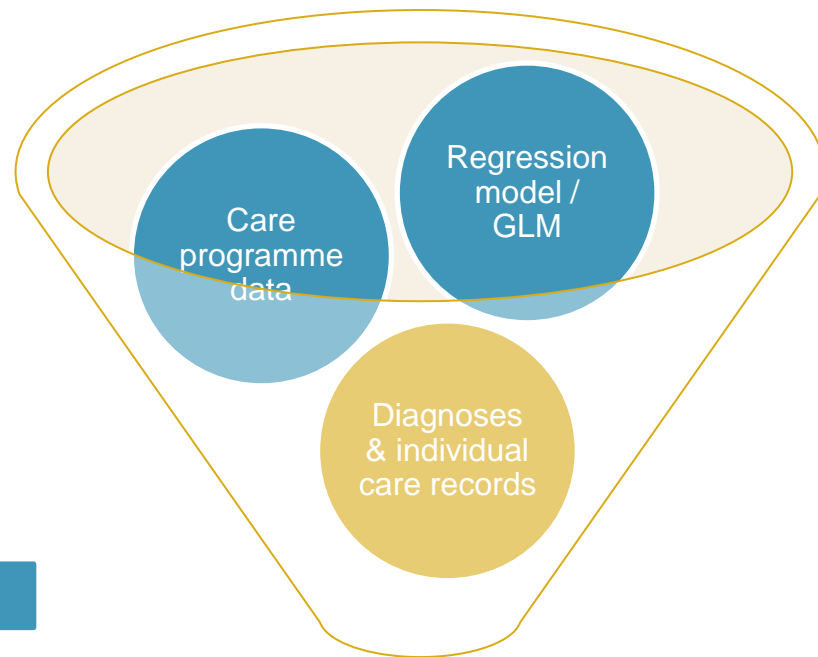 Care
programme
data
Regression
model /
GLM
Diagnoses
& individual
care records